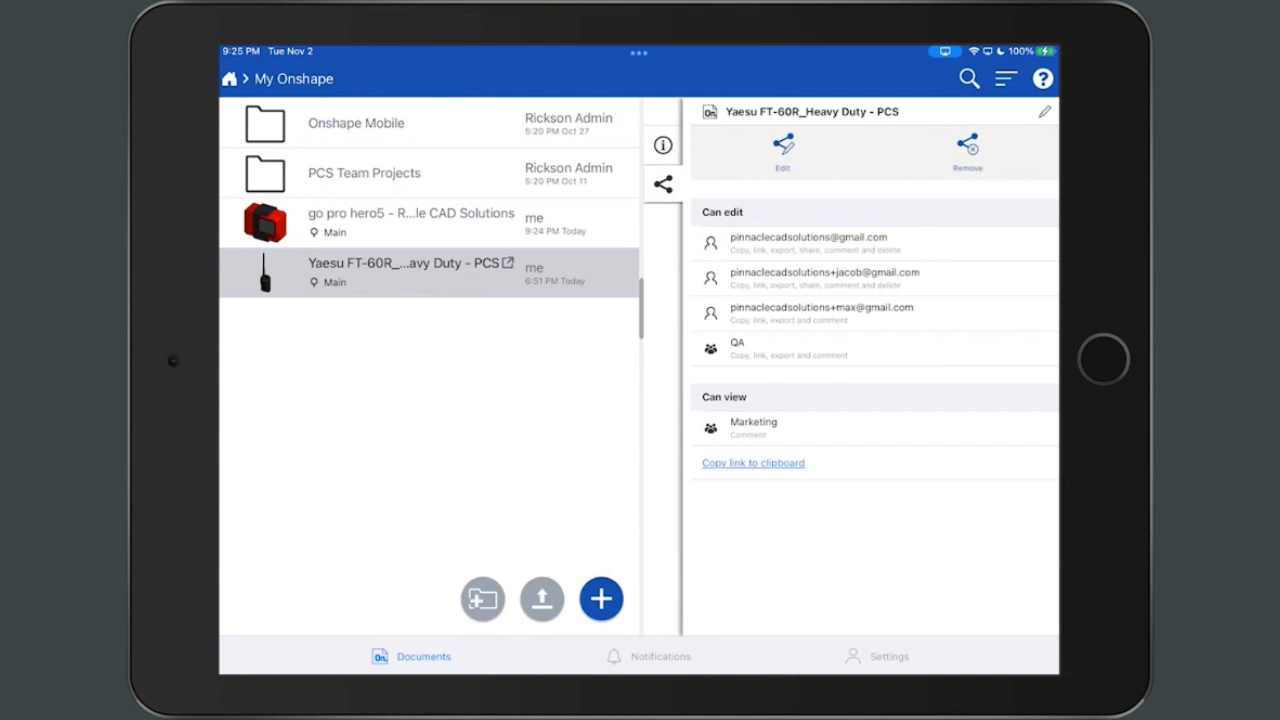 9:25 PM Tue Nov 2
100%
My Onshape
Onshape Mobile
Rickson Admin
5:20 PM Oct 27
PCS Team Projects
Rickson Admin
5:20 PM Oct 11
go pro hero5 - R...le CAD Solutions
me
Main
9:24 PM Today
Yaesu FT-60R_...avy Duty - PCS
me
Main
6:51 PM Today
On Yaesu FT-60R_Heavy Duty - PCS
Edit
Remove
Can edit
pinnaclecadsolutions@gmail.com
Copy, link, export, share, comment and delete
pinnaclecadsolutions+jacob@gmail.com
Copy, link, export, share, comment and delete
pinnaclecadsolutions+max@gmail.com
Copy, link, export and comment
QA
Copy, link, export and comment
Can view
Marketing
Comment
Copy link to clipboard
On Documents
Notifications
Settings